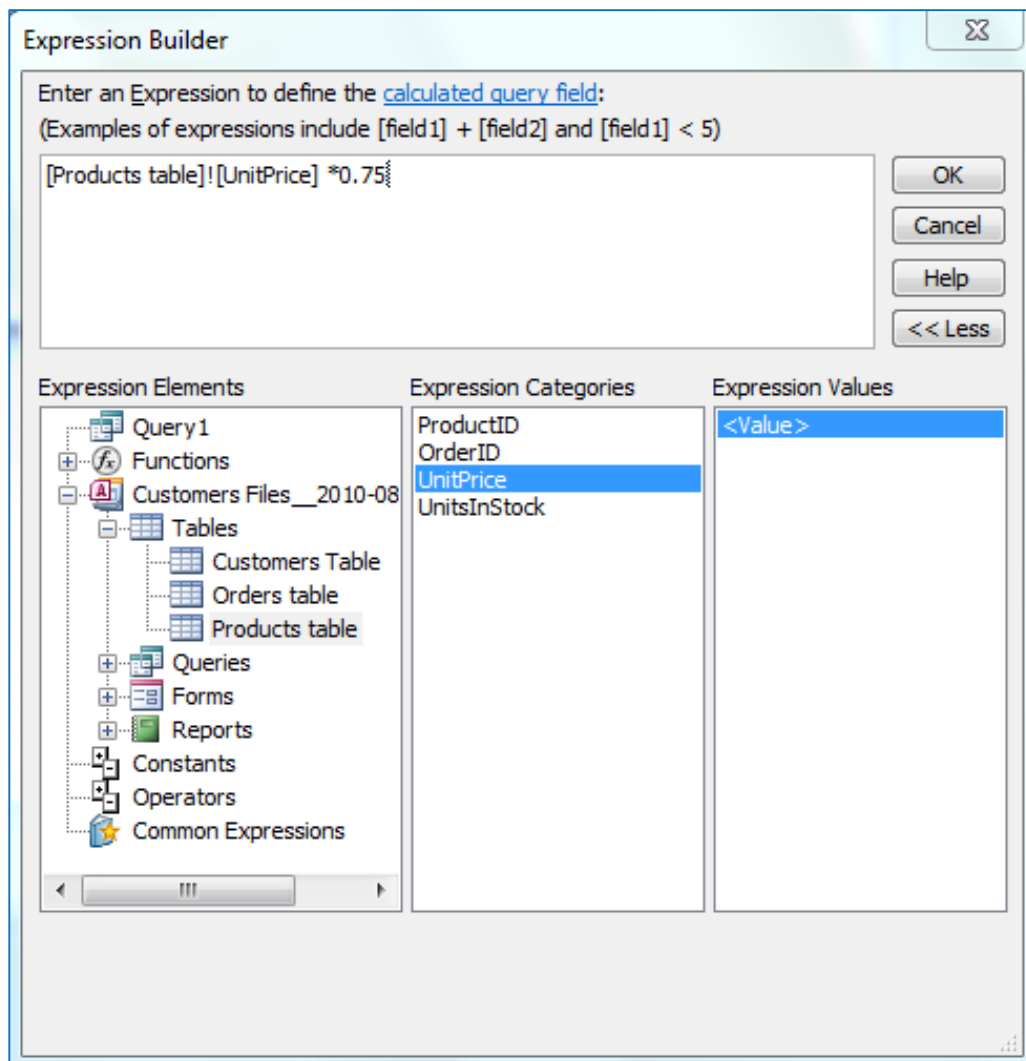 Expression Builder
Enter an Expression to define the calculated query field:
(Examples of expressions include [field1] + [field2] and [field1] < 5)
[Products table]![UnitPrice] *0.75
OK
Cancel
Help
<< Less
Expression Elements
Query1
Functions
Customers Files__2010-08
Tables
Customers Table
Orders table
Products table
Queries
Forms
Reports
Constants
Operators
Common Expressions
Expression Categories
ProductID
OrderID
UnitPrice
UnitsInStock
Expression Values
<Value>